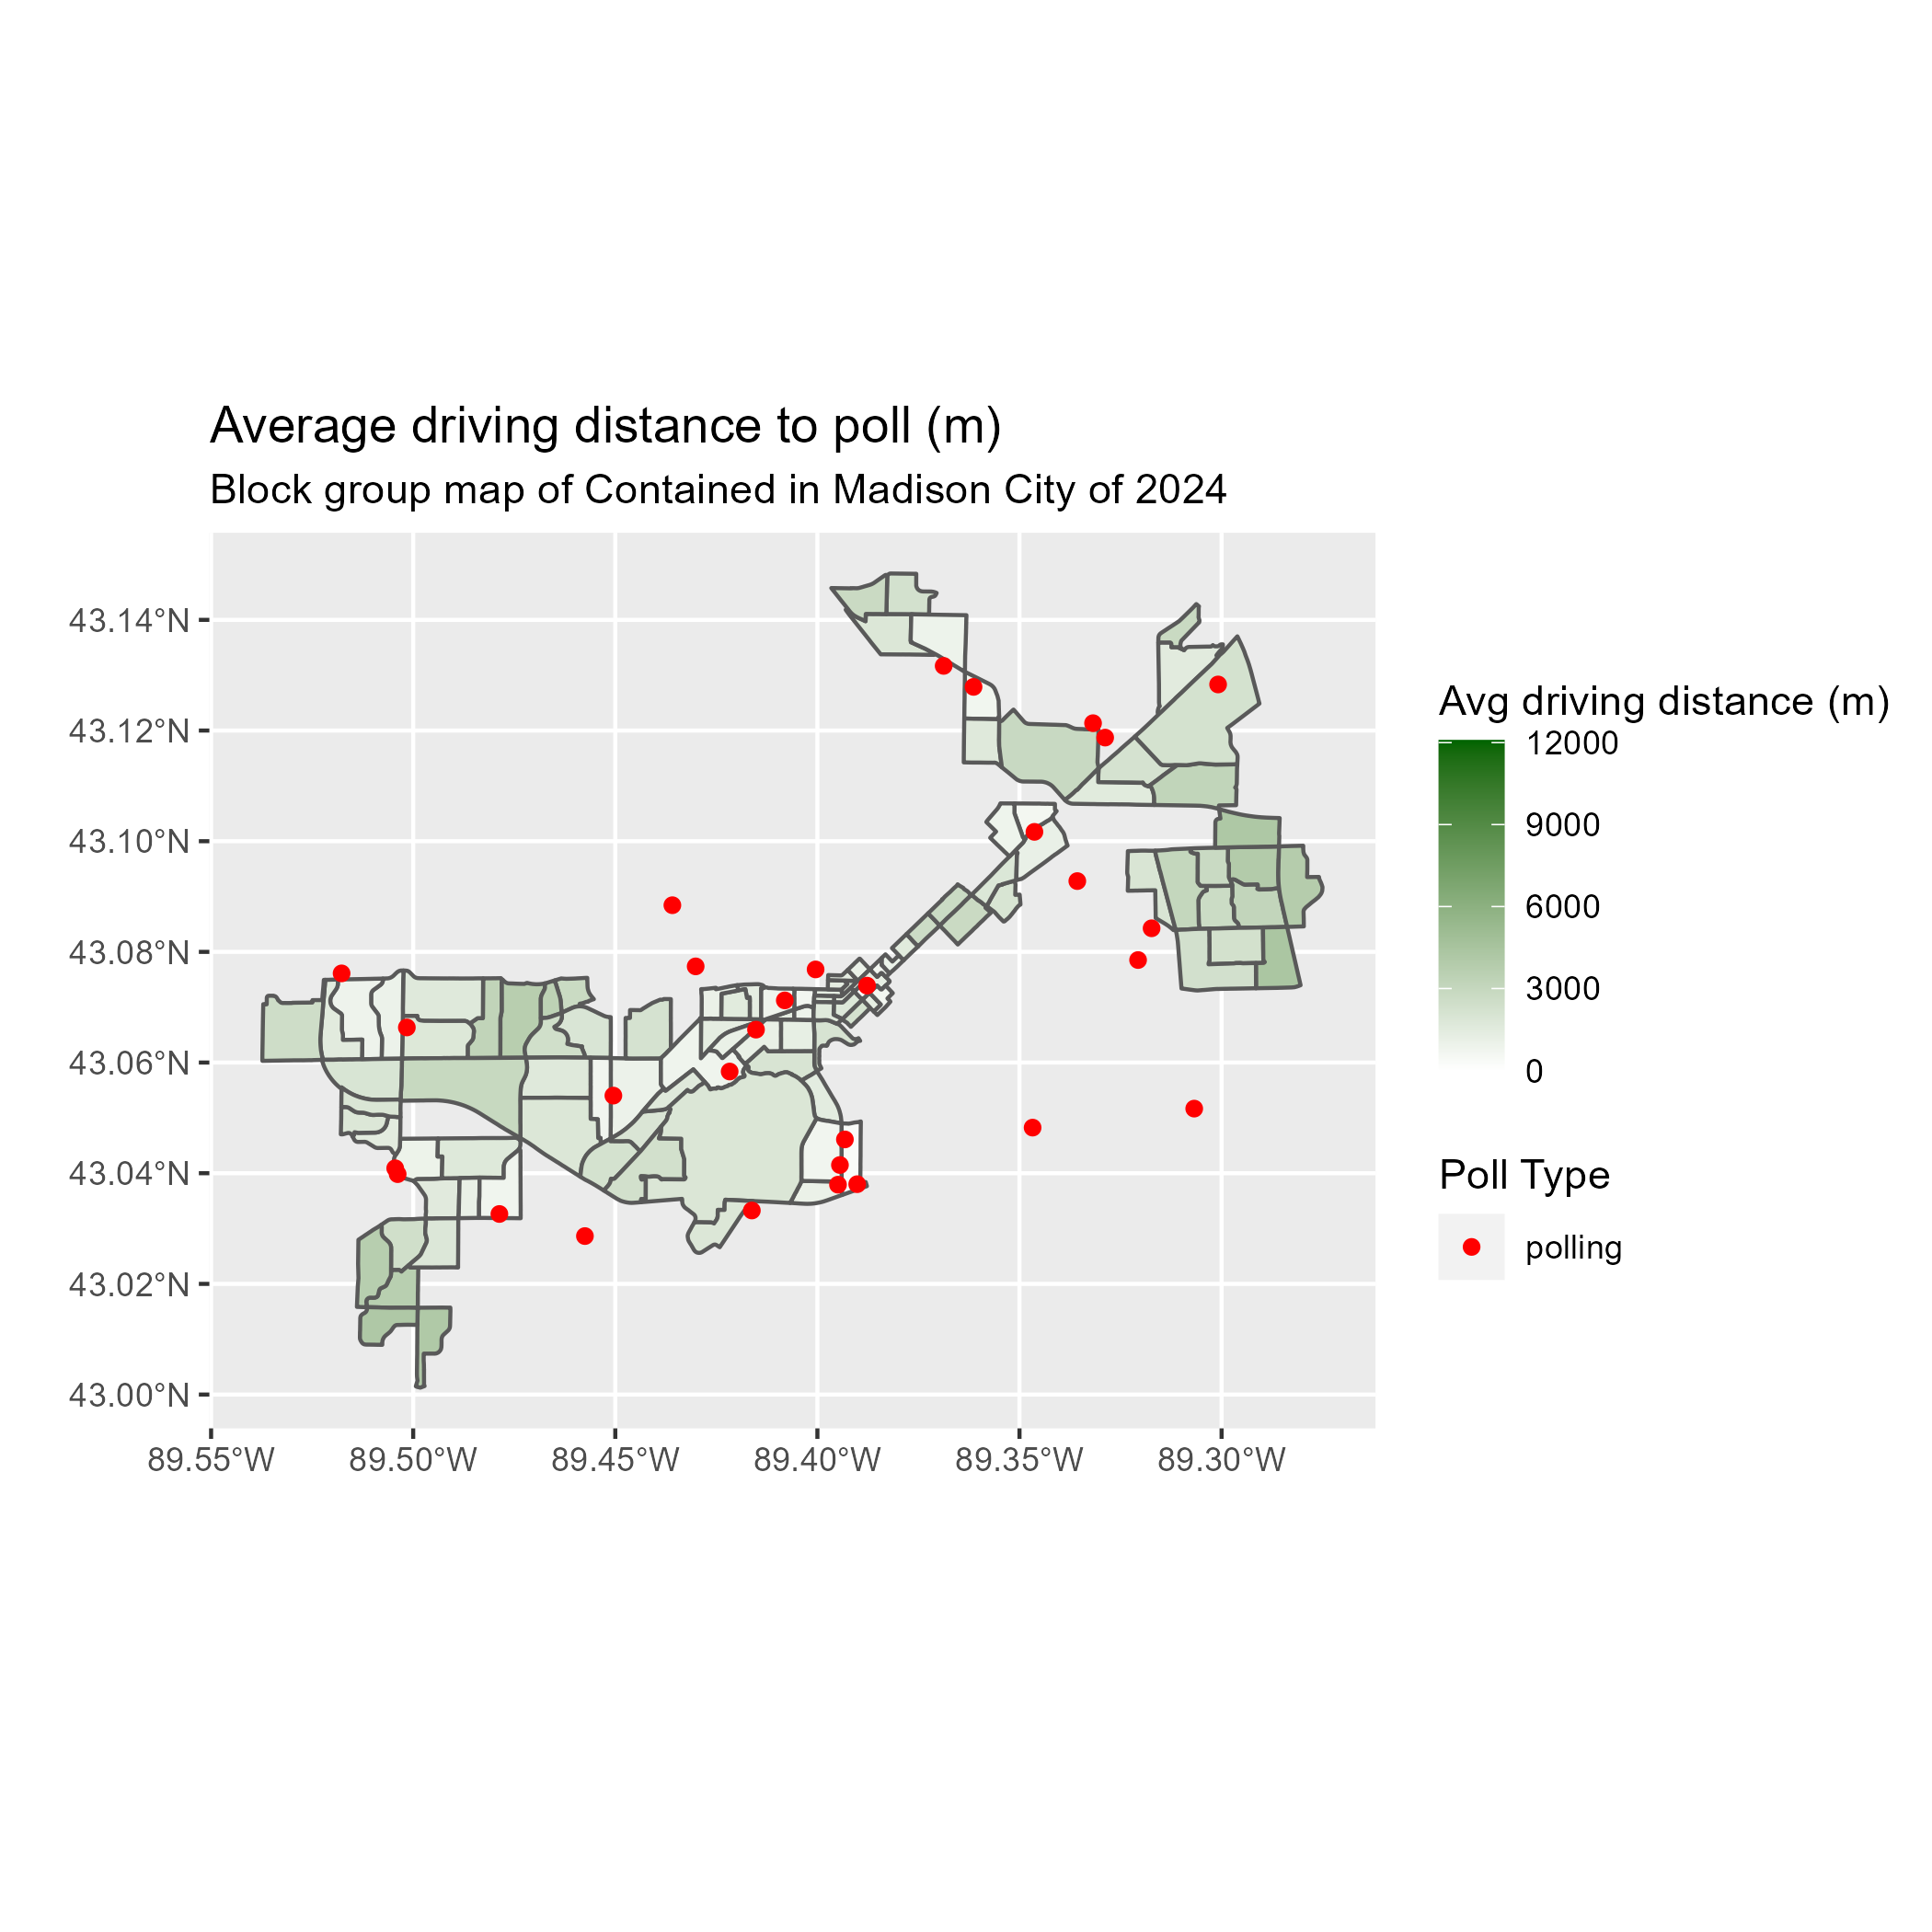 Average driving distance to poll (m)
Block group map of Contained in Madison City of 2024
43.14°N
43.12°N
43.10°N
43.08°N
43.06°N
43.04°N
43.02°N
43.00°N
89.55°W
89.50°W
89.45°W
89.40°W
89.35°W
89.30°W
Avg driving distance (m)
12000
9000
6000
3000
0
Poll Type
polling